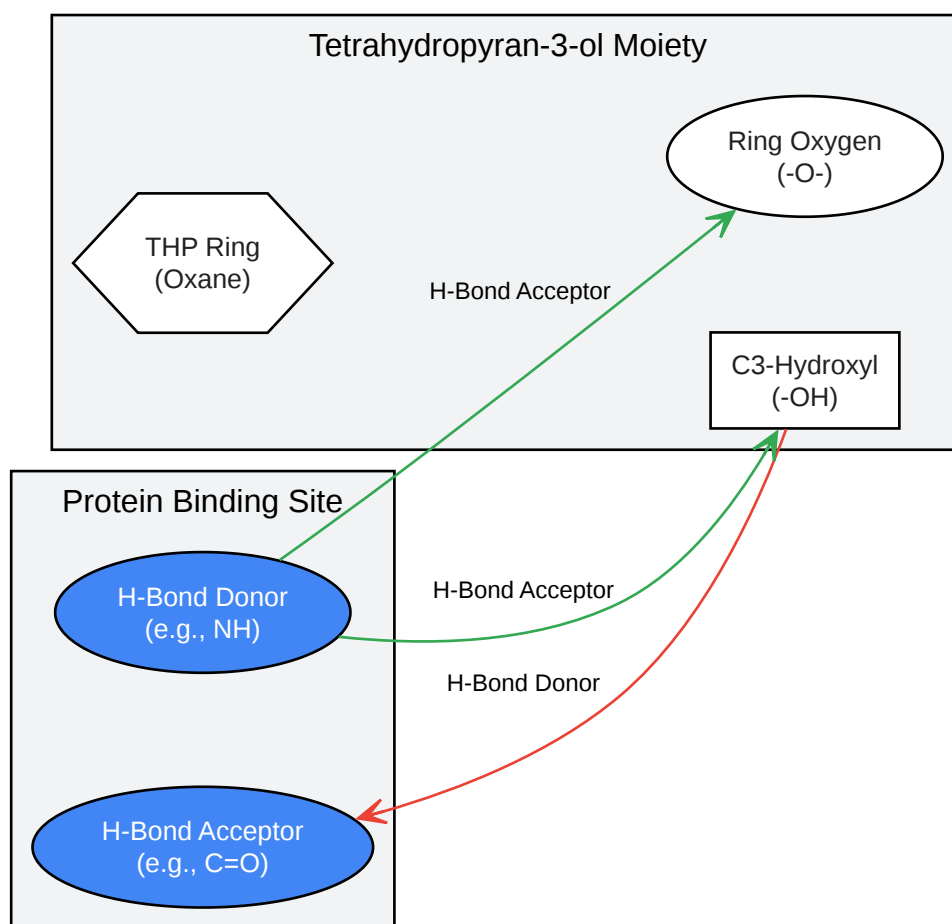 Tetrahydropyran-3-ol Moiety
Ring Oxygen
(-O-)
THP Ring
(Oxane)
H-Bond Acceptor
C3-Hydroxyl
(-OH)
Protein Binding Site
H-Bond Donor
(e.g., NH)
H-Bond Acceptor
H-Bond Donor
H-Bond Acceptor
(e.g., C=O)